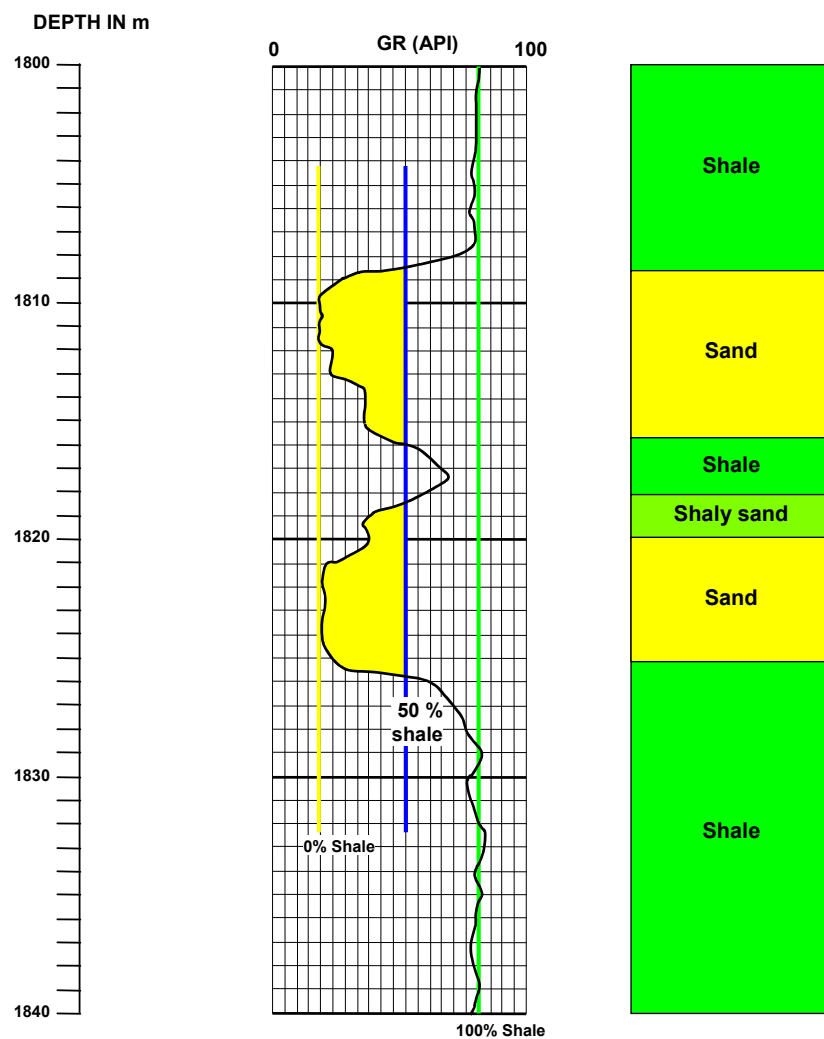 DEPTH IN m
0 GR (API) 100
1800
Shale
1810
Sand
Shale
Shaly sand
1820
Sand
50 %
shale
1830
Shale
0% Shale
1840
100% Shale